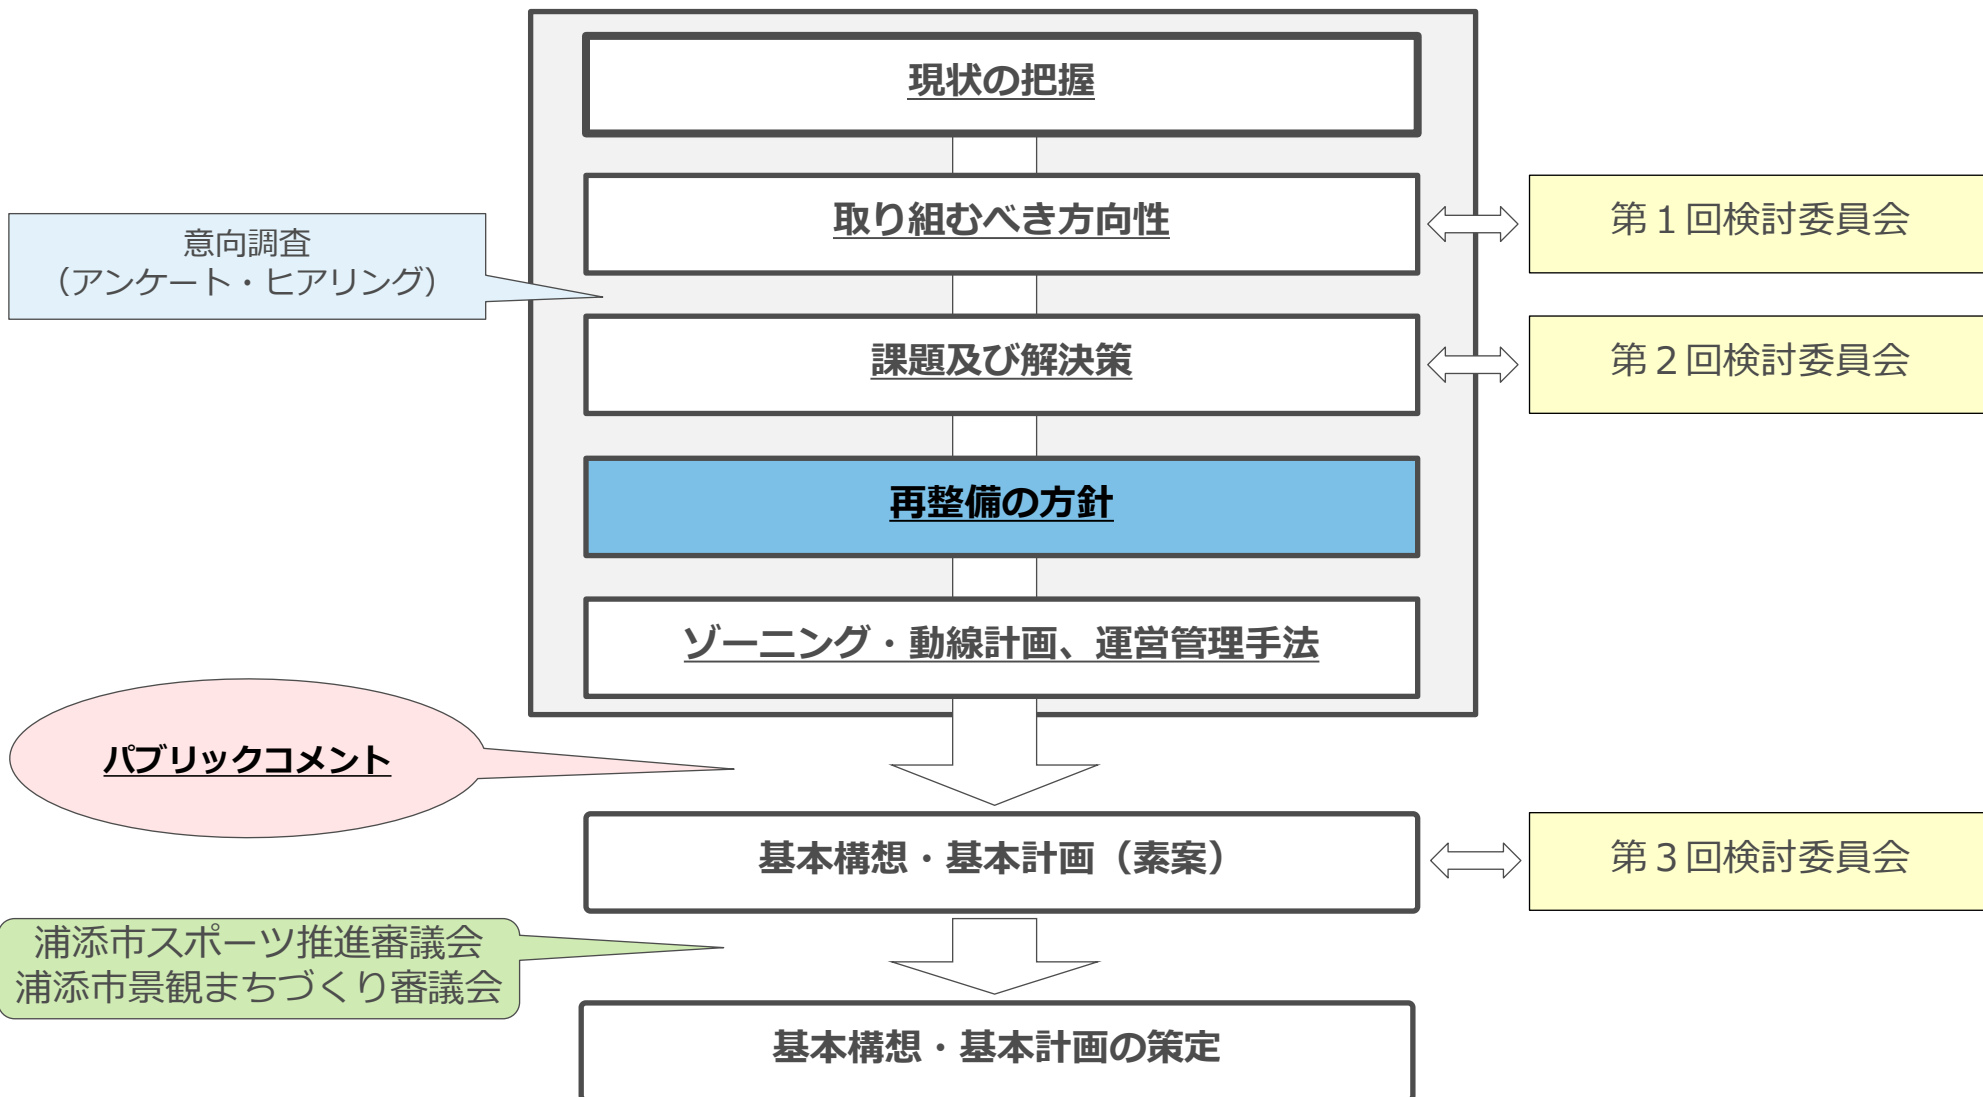 現状の把握
取り組むべき方向性
第１回検討委員会
意向調査
（アンケート・ヒアリング）
課題及び解決策
第２回検討委員会
再整備の方針
ゾーニング・動線計画、運営管理手法
パブリックコメント
基本構想・基本計画（素案）
第３回検討委員会
浦添市スポーツ推進審議会
浦添市景観まちづくり審議会
基本構想・基本計画の策定